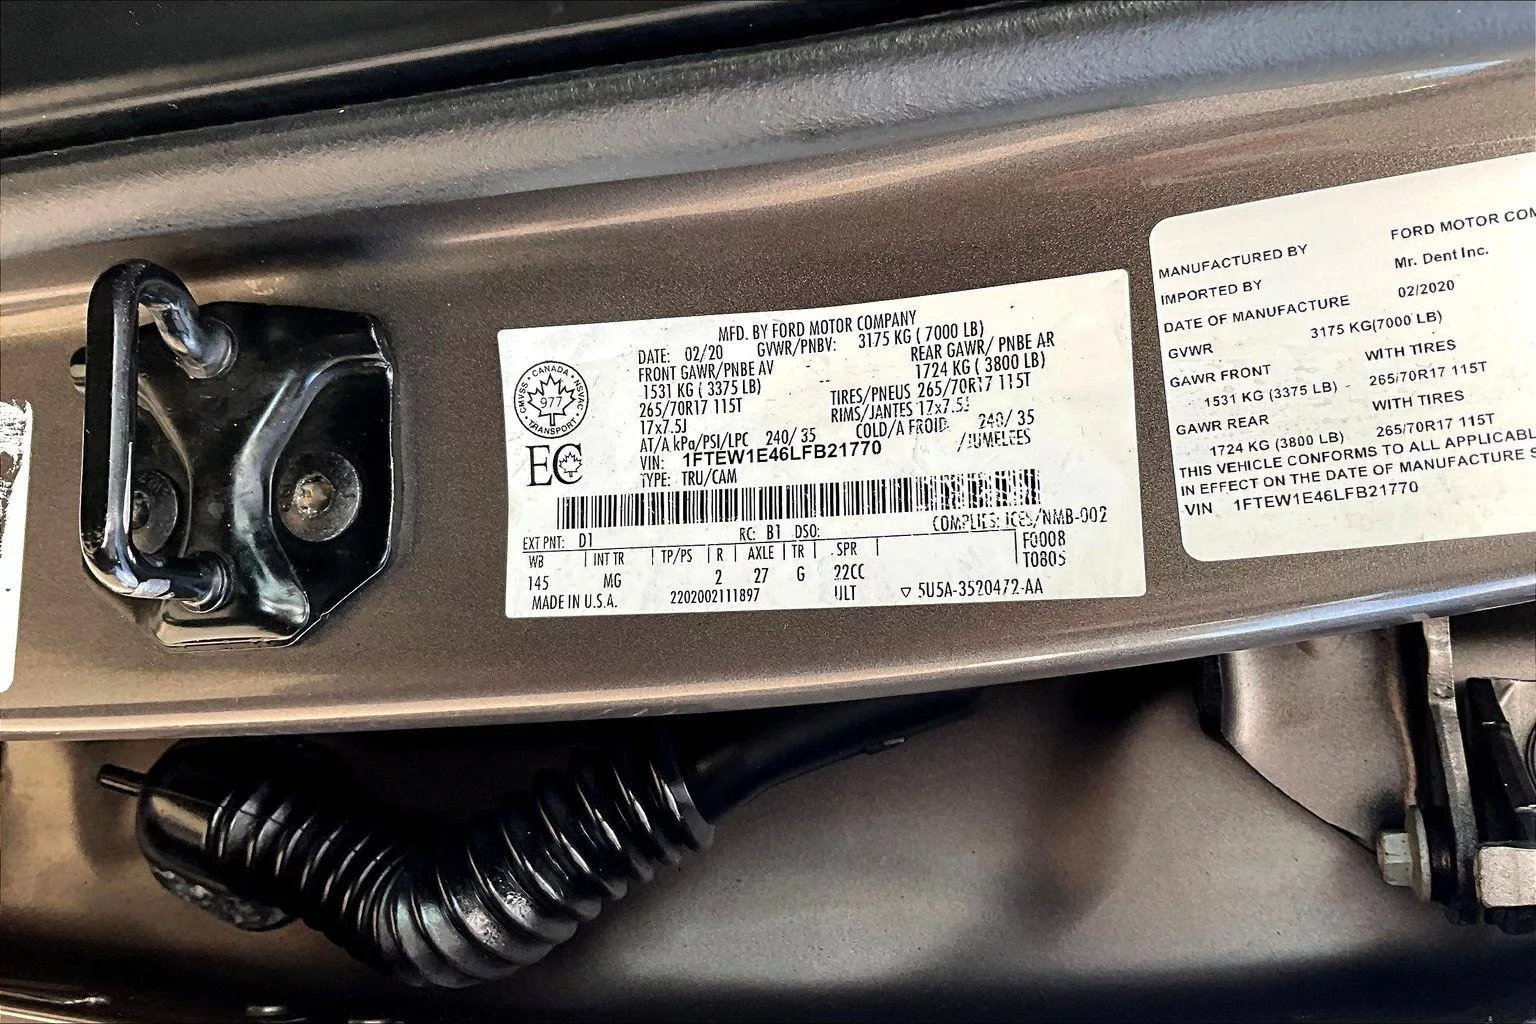 MFD. BY FORD MOTOR COMPANY
DATE: 02/20 GVWR/PNBV: 3175 KG ( 7000 LB)
FRONT GAWR/PNBE AV REAR GAWR/ PNBE AR
1531 KG ( 3375 LB) 1724 KG ( 3800 LB)
265/70R17 115T TIRES/PNEUS 265/70R17 115T
17x7.5J RIMS/JANTES 17x7.5J
AT/A kPa/PSI/LPC 240/ 35 COLD/A FROID 240/ 35
VIN: 1FTEW1E46LFB21770 /JUMELEES
TYPE: TRU/CAM
CMVSS CANADA NSVAC
977
TRANSPORT
EC
EXT PNT: D1 RC: B1 DSO: COMPLIES: ICES/NMB-002
WB INT TR TP/PS R AXLE TR SPR F0008
145 MG 2 27 G 22CC T0805
MADE IN U.S.A. 2202002111897 ULT ▽ 5U5A-3520472-AA
MANUFACTURED BY FORD MOTOR COM
IMPORTED BY Mr. Dent Inc.
DATE OF MANUFACTURE 02/2020
GVWR 3175 KG(7000 LB)
GAWR FRONT WITH TIRES
1531 KG (3375 LB) - 265/70R17 115T
GAWR REAR WITH TIRES
1724 KG (3800 LB) 265/70R17 115T
THIS VEHICLE CONFORMS TO ALL APPLICABL
IN EFFECT ON THE DATE OF MANUFACTURE S
VIN 1FTEW1E46LFB21770